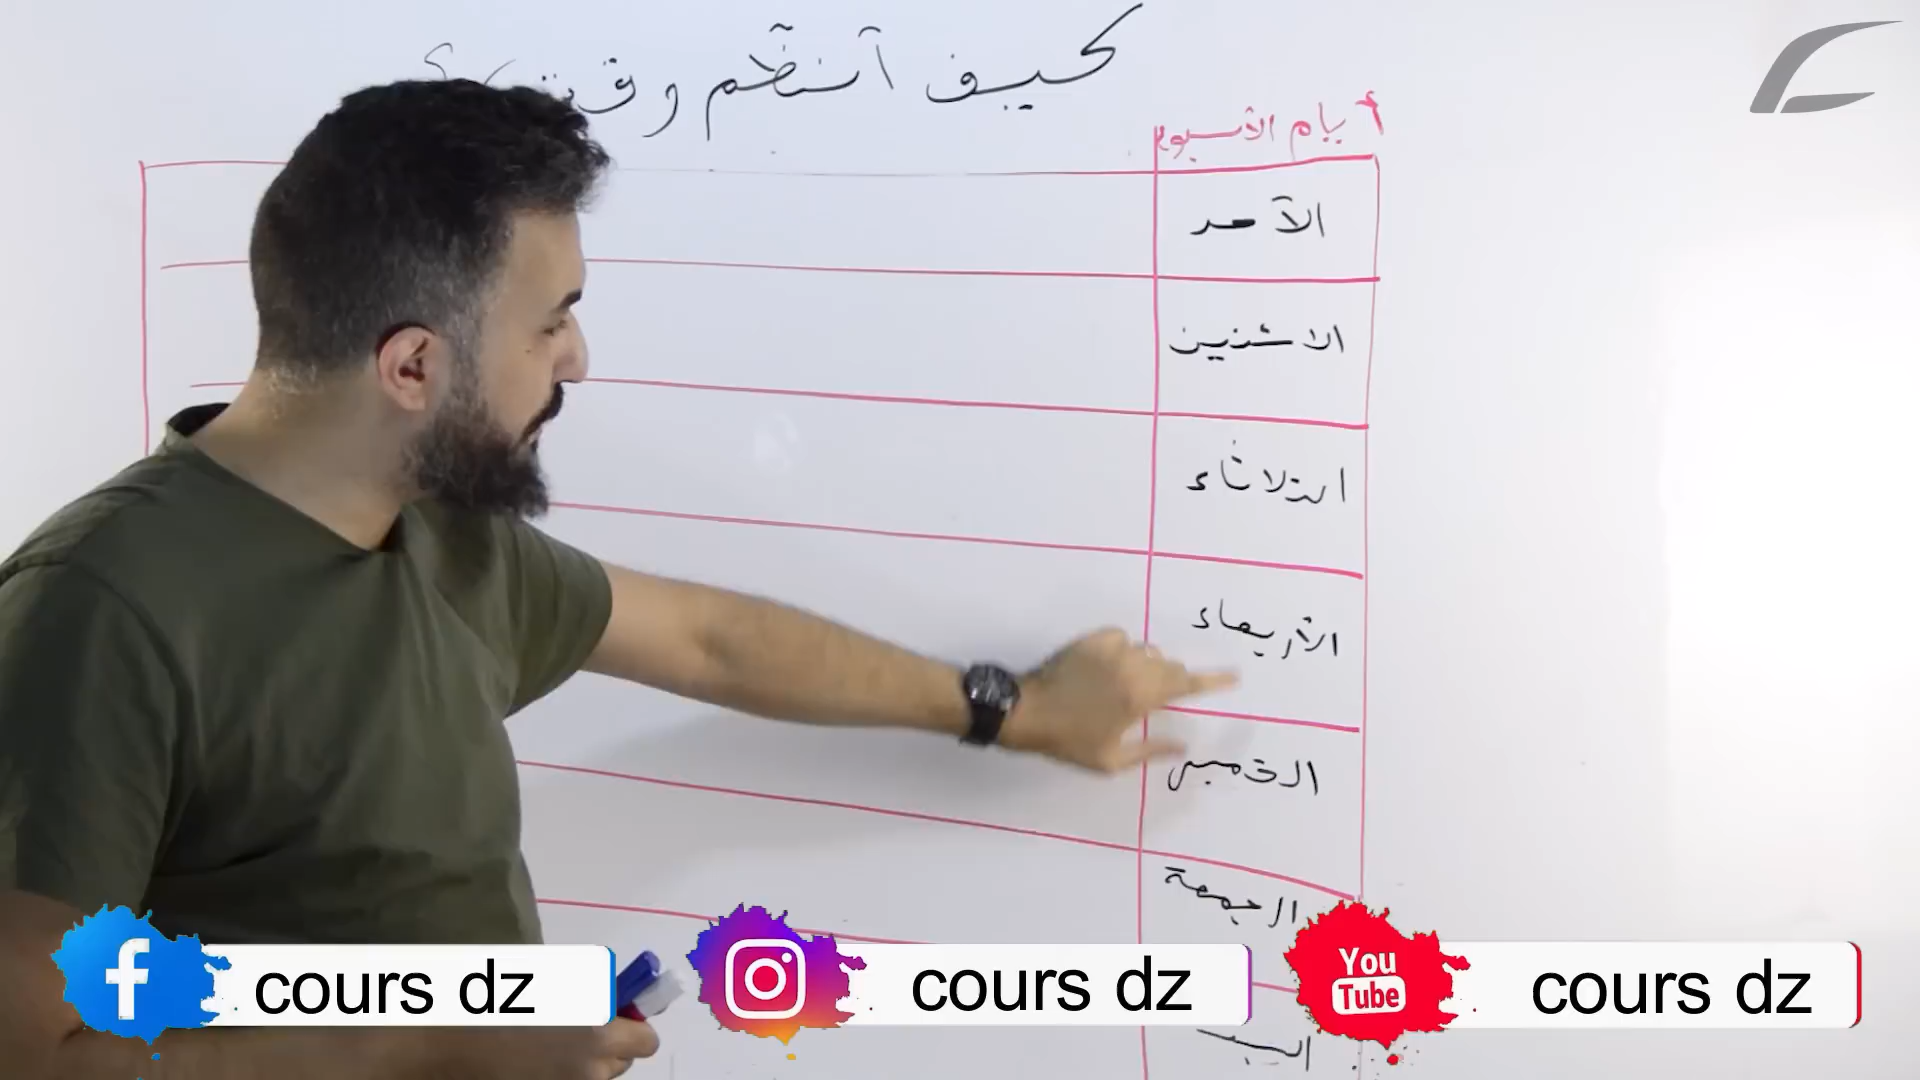 كيف أنظم وقتي؟
أيام الأسبوع
الأحد
الاثنين
الثلاثاء
الأربعاء
الخميس
الجمعة
السبت
cours dz
cours dz
You
Tube
cours dz